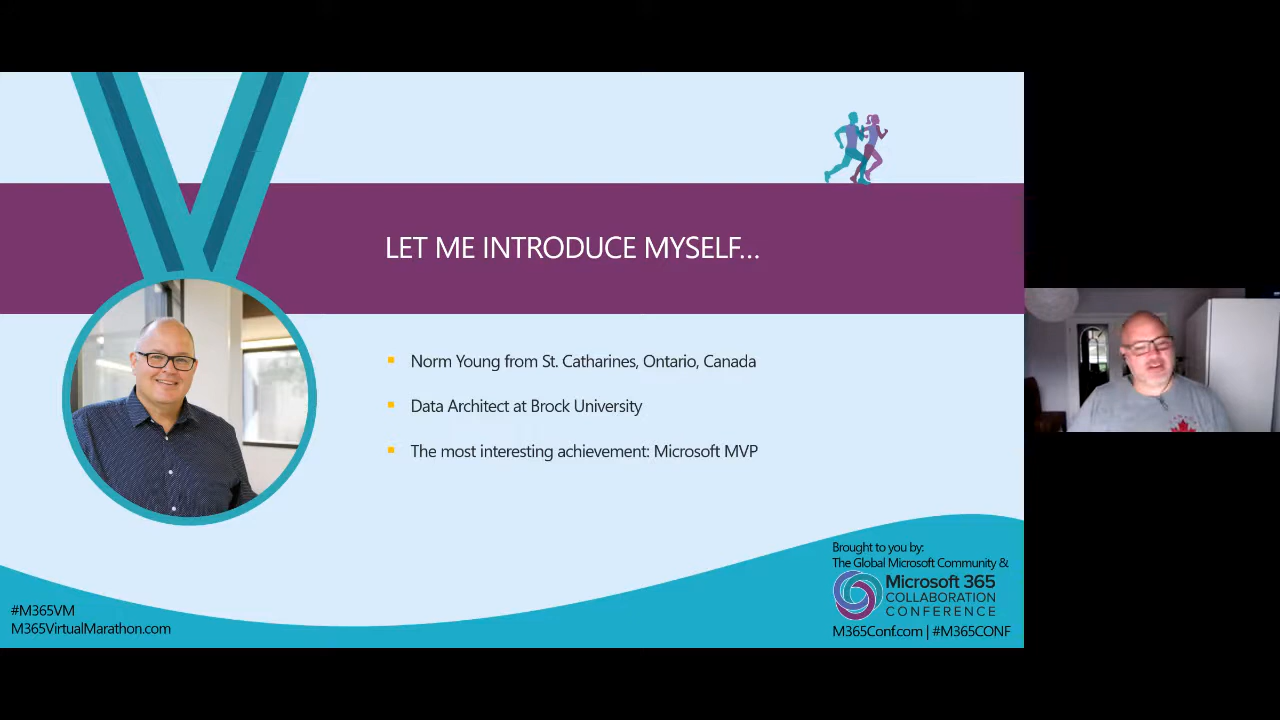 LET ME INTRODUCE MYSELF...
Norm Young from St. Catharines, Ontario, Canada
Data Architect at Brock University
The most interesting achievement: Microsoft MVP
Brought to you by:
The Global Microsoft Community &
Microsoft 365
COLLABORATION
CONFERENCE
M365Conf.com | #M365CONF
#M365VM
M365VirtualMarathon.com